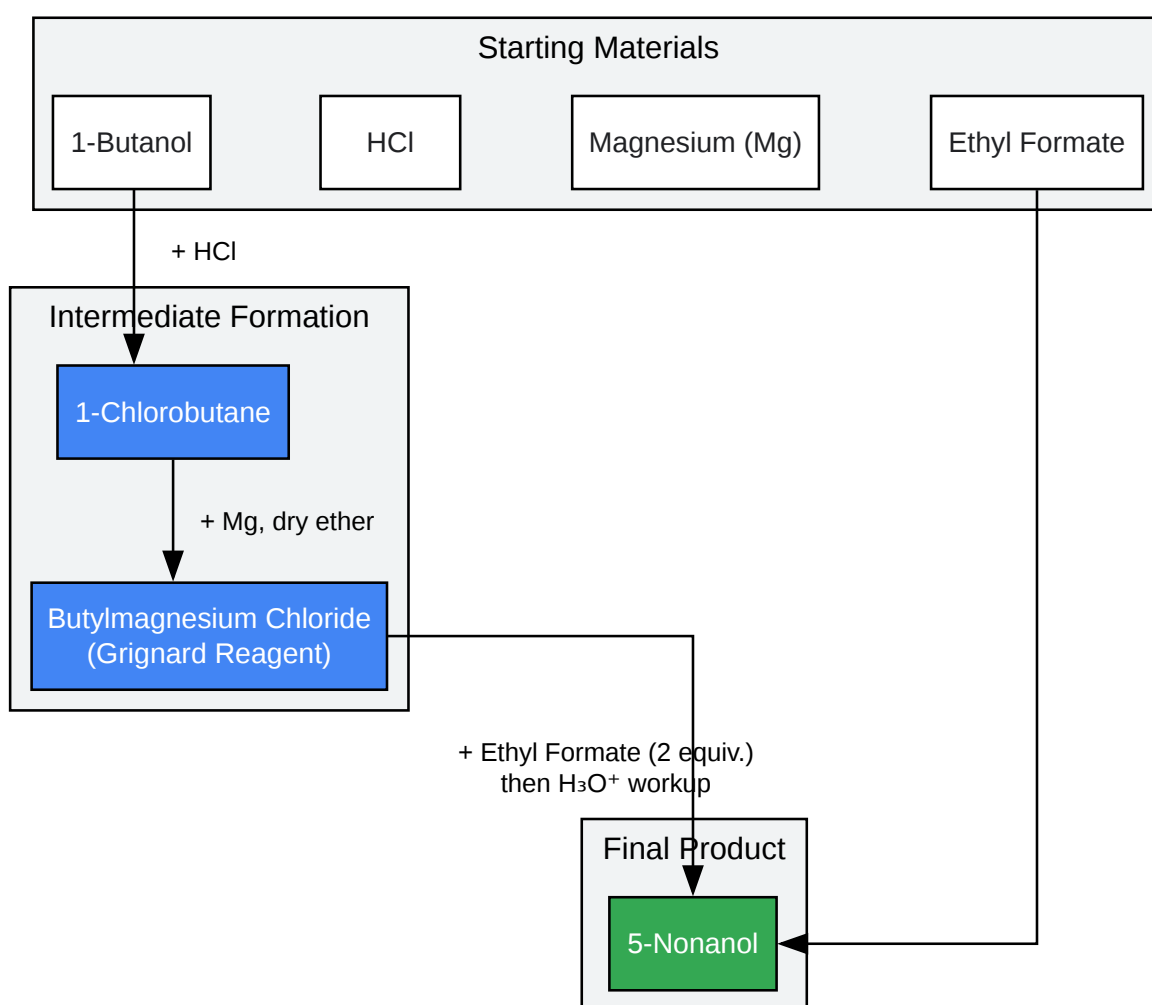 Starting Materials
1-Butanol
HCl
Magnesium (Mg)
Ethyl Formate
+ HCl
Intermediate Formation
1-Chlorobutane
+ Mg, dry ether
Butylmagnesium Chloride
(Grignard Reagent)
+ Ethyl Formate (2 equiv.)
then H₃O⁺ workup
Final Product
5-Nonanol